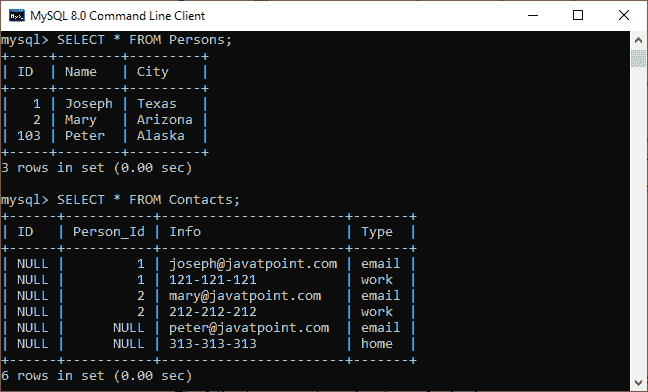 MySQL 8.0 Command Line Client
mysql> SELECT * FROM Persons;
+-----+--------+---------+
| ID  | Name   | City    |
+-----+--------+---------+
|   1 | Joseph | Texas   |
|   2 | Mary   | Arizona |
| 103 | Peter  | Alaska  |
+-----+--------+---------+
3 rows in set (0.00 sec)
mysql> SELECT * FROM Contacts;
+------+-----------+-----------------------+-------+
| ID   | Person_Id | Info                  | Type  |
+------+-----------+-----------------------+-------+
| NULL |         1 | joseph@javatpoint.com | email |
| NULL |         1 | 121-121-121           | work  |
| NULL |         2 | mary@javatpoint.com   | email |
| NULL |         2 | 212-212-212           | work  |
| NULL |      NULL | peter@javatpoint.com  | email |
| NULL |      NULL | 313-313-313           | home  |
+------+-----------+-----------------------+-------+
6 rows in set (0.00 sec)